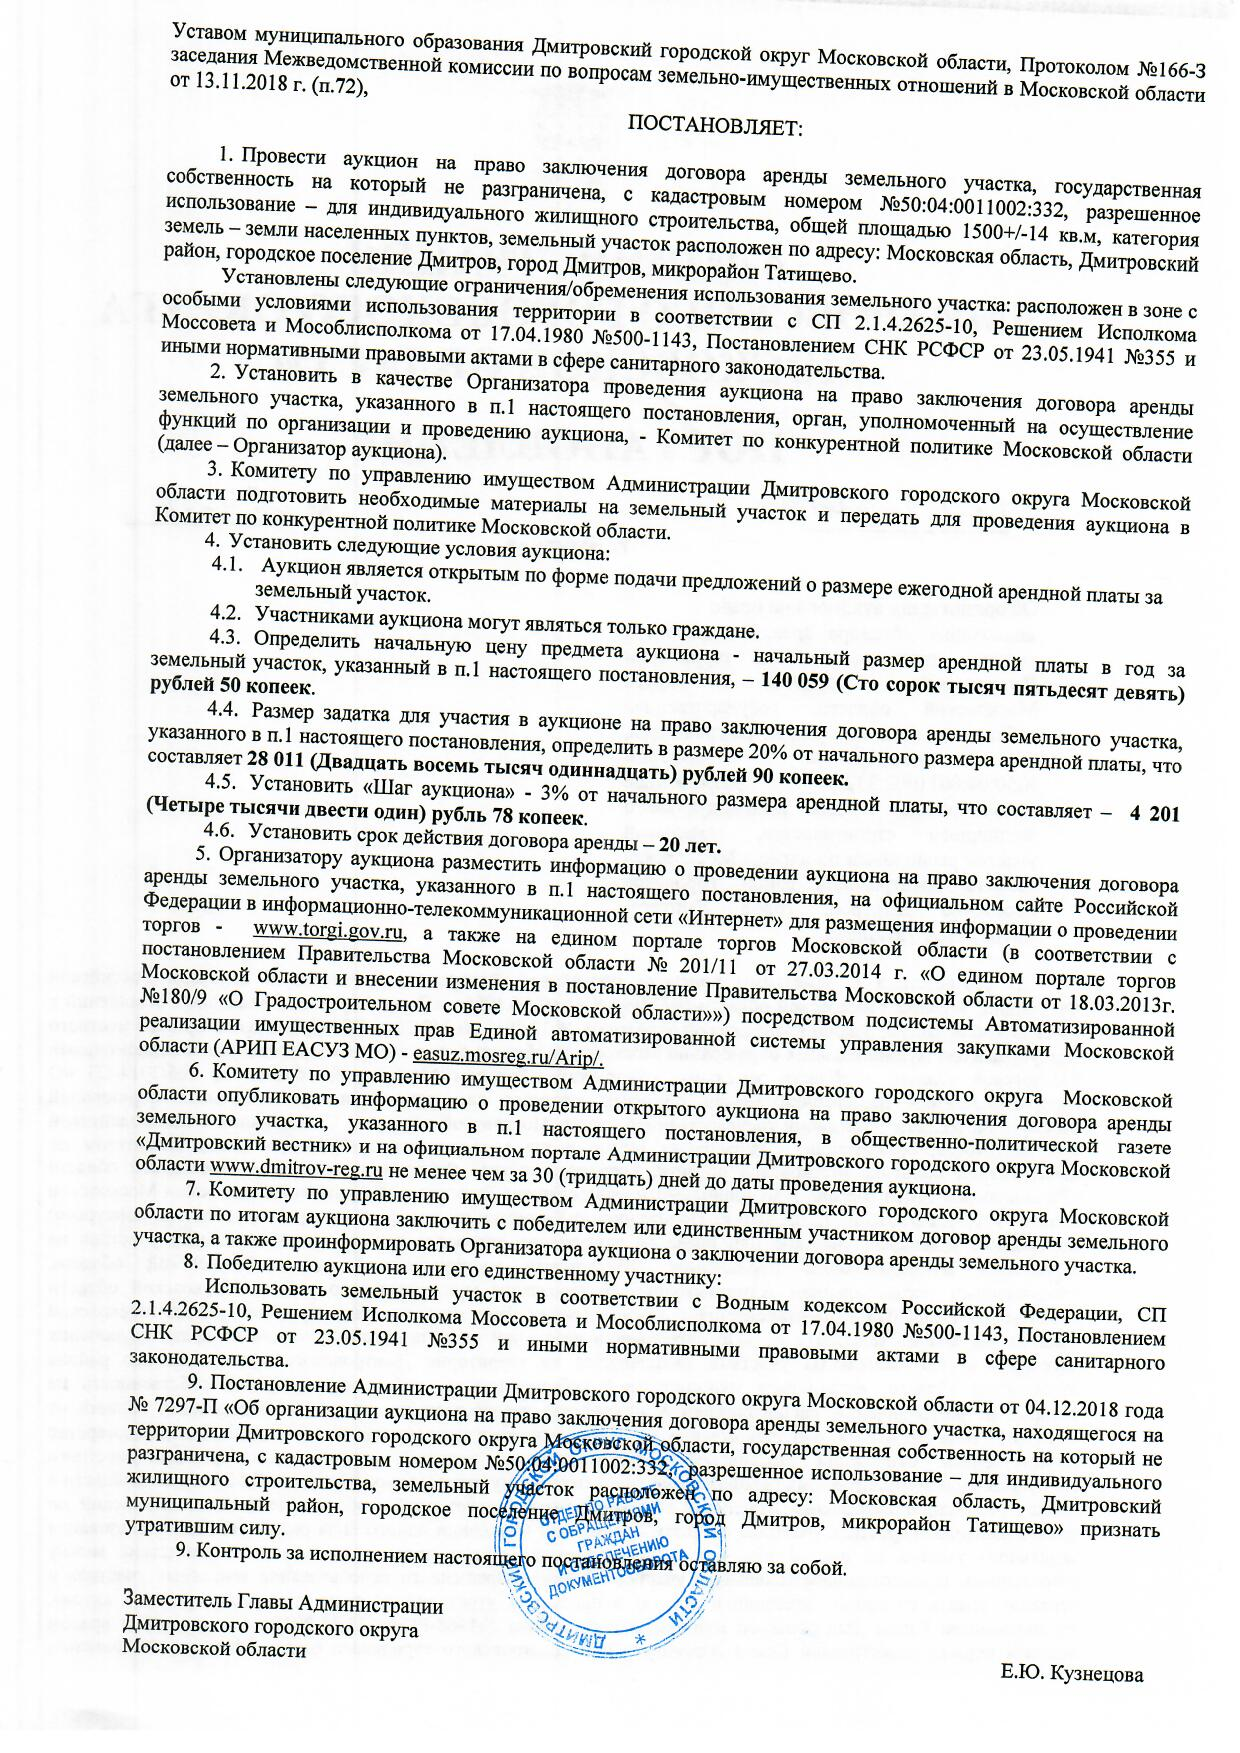 Уставом муниципального образования Дмитровский городской округ Московской области, Протоколом №166-З
заседания Межведомственной комиссии по вопросам земельно-имущественных отношений в Московской области
от 13.11.2018 г. (п.72),
ПОСТАНОВЛЯЕТ:
1. Провести аукцион на право заключения договора аренды земельного участка, государственная
собственность на который не разграничена, с кадастровым номером №50:04:0011002:332, разрешенное
использование – для индивидуального жилищного строительства, общей площадью 1500+/-14 кв.м, категория
земель – земли населенных пунктов, земельный участок расположен по адресу: Московская область, Дмитровский
район, городское поселение Дмитров, город Дмитров, микрорайон Татищево.
Установлены следующие ограничения/обременения использования земельного участка: расположен в зоне с
особыми условиями использования территории в соответствии с СП 2.1.4.2625-10, Решением Исполкома
Моссовета и Мособлисполкома от 17.04.1980 №500-1143, Постановлением СНК РСФСР от 23.05.1941 №355 и
иными нормативными правовыми актами в сфере санитарного законодательства.
2. Установить в качестве Организатора проведения аукциона на право заключения договора аренды
земельного участка, указанного в п.1 настоящего постановления, орган, уполномоченный на осуществление
функций по организации и проведению аукциона, - Комитет по конкурентной политике Московской области
(далее – Организатор аукциона).
3. Комитету по управлению имуществом Администрации Дмитровского городского округа Московской
области подготовить необходимые материалы на земельный участок и передать для проведения аукциона в
Комитет по конкурентной политике Московской области.
4. Установить следующие условия аукциона:
4.1. Аукцион является открытым по форме подачи предложений о размере ежегодной арендной платы за
земельный участок.
4.2. Участниками аукциона могут являться только граждане.
4.3. Определить начальную цену предмета аукциона - начальный размер арендной платы в год за
земельный участок, указанный в п.1 настоящего постановления, – 140 059 (Сто сорок тысяч пятьдесят девять)
рублей 50 копеек.
4.4. Размер задатка для участия в аукционе на право заключения договора аренды земельного участка,
указанного в п.1 настоящего постановления, определить в размере 20% от начального размера арендной платы, что
составляет 28 011 (Двадцать восемь тысяч одиннадцать) рублей 90 копеек.
4.5. Установить «Шаг аукциона» - 3% от начального размера арендной платы, что составляет – 4 201
(Четыре тысячи двести один) рубль 78 копеек.
4.6. Установить срок действия договора аренды – 20 лет.
5. Организатору аукциона разместить информацию о проведении аукциона на право заключения договора
аренды земельного участка, указанного в п.1 настоящего постановления, на официальном сайте Российской
Федерации в информационно-телекоммуникационной сети «Интернет» для размещения информации о проведении
торгов - www.torgi.gov.ru, а также на едином портале торгов Московской области (в соответствии с
постановлением Правительства Московской области № 201/11 от 27.03.2014 г. «О едином портале торгов
Московской области и внесении изменения в постановление Правительства Московской области от 18.03.2013г.
№180/9 «О Градостроительном совете Московской области»») посредством подсистемы Автоматизированной
реализации имущественных прав Единой автоматизированной системы управления закупками Московской
области (АРИП ЕАСУЗ МО) - easuz.mosreg.ru/Arip/.
6. Комитету по управлению имуществом Администрации Дмитровского городского округа Московской
области опубликовать информацию о проведении открытого аукциона на право заключения договора аренды
земельного участка, указанного в п.1 настоящего постановления, в общественно-политической газете
«Дмитровский вестник» и на официальном портале Администрации Дмитровского городского округа Московской
области www.dmitrov-reg.ru не менее чем за 30 (тридцать) дней до даты проведения аукциона.
7. Комитету по управлению имуществом Администрации Дмитровского городского округа Московской
области по итогам аукциона заключить с победителем или единственным участником договор аренды земельного
участка, а также проинформировать Организатора аукциона о заключении договора аренды земельного участка.
8. Победителю аукциона или его единственному участнику:
Использовать земельный участок в соответствии с Водным кодексом Российской Федерации, СП
2.1.4.2625-10, Решением Исполкома Моссовета и Мособлисполкома от 17.04.1980 №500-1143, Постановлением
СНК РСФСР от 23.05.1941 №355 и иными нормативными правовыми актами в сфере санитарного
законодательства.
9. Постановление Администрации Дмитровского городского округа Московской области от 04.12.2018 года
№ 7297-П «Об организации аукциона на право заключения договора аренды земельного участка, находящегося на
территории Дмитровского городского округа Московской области, государственная собственность на который не
разграничена, с кадастровым номером №50:04:0011002:332, разрешенное использование – для индивидуального
жилищного строительства, земельный участок расположен по адресу: Московская область, Дмитровский
муниципальный район, городское поселение Дмитров, город Дмитров, микрорайон Татищево» признать
утратившим силу.
9. Контроль за исполнением настоящего постановления оставляю за собой.
ДМИТРОВСКИЙ ГОРОДСКОЙ ОКРУГ МОСКОВСКОЙ ОБЛАСТИ *
ОТДЕЛ ПО РАБОТЕ
С ОБРАЩЕНИЯМИ
ГРАЖДАН
И ОБЕСПЕЧЕНИЮ
ДОКУМЕНТООБОРОТА
Заместитель Главы Администрации
Дмитровского городского округа
Московской области
Е.Ю. Кузнецова